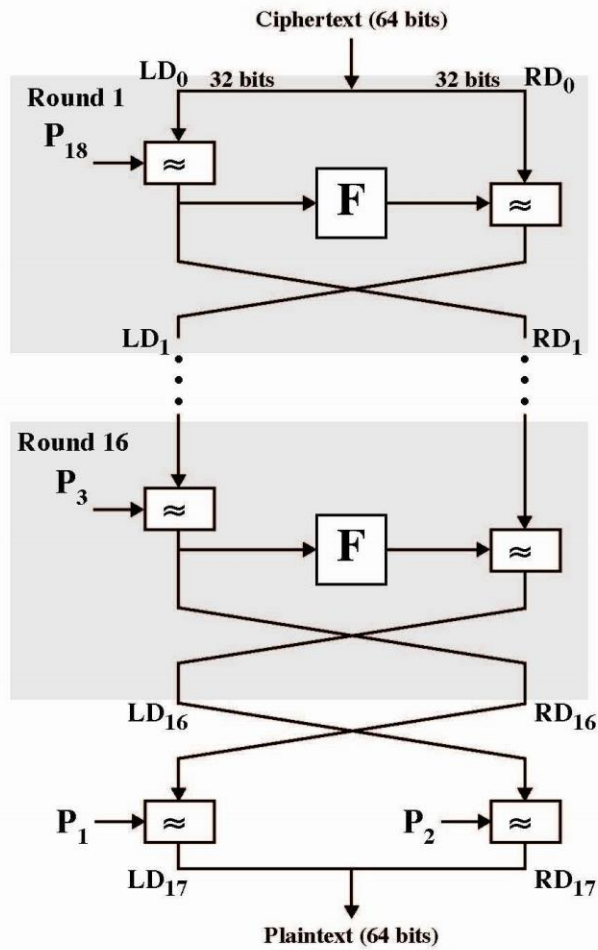 Ciphertext (64 bits)
LD0 32 bits 32 bits RD0
Round 1
P18
≈
F
≈
LD1 RD1
Round 16
P3
≈
F
≈
LD16 RD16
P1 ≈ P2 ≈
LD17 RD17
Plaintext (64 bits)